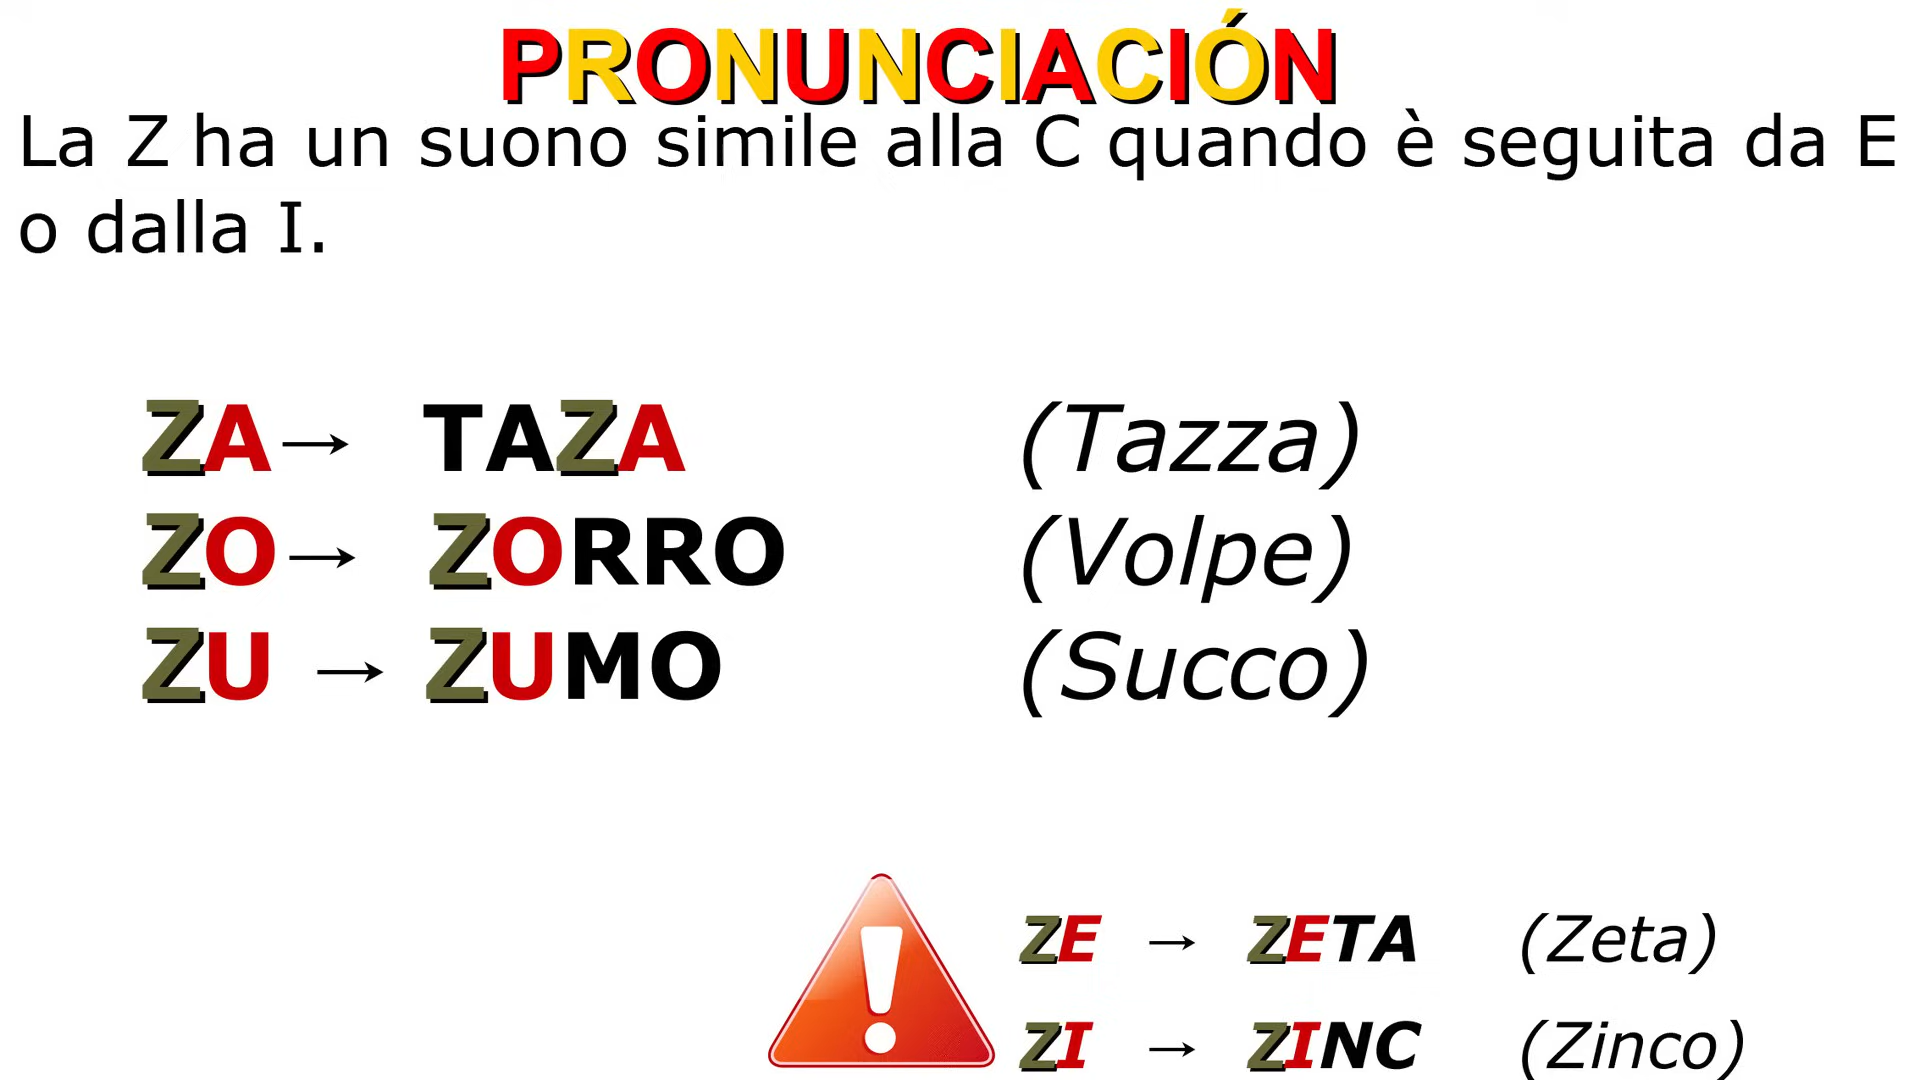 PRONUNCIACIÓN
La Z ha un suono simile alla C quando è seguita da E
o dalla I.
ZA→ TAZA (Tazza)
ZO→ ZORRO (Volpe)
ZU → ZUMO (Succo)
ZE → ZETA (Zeta)
ZI → ZINC (Zinco)